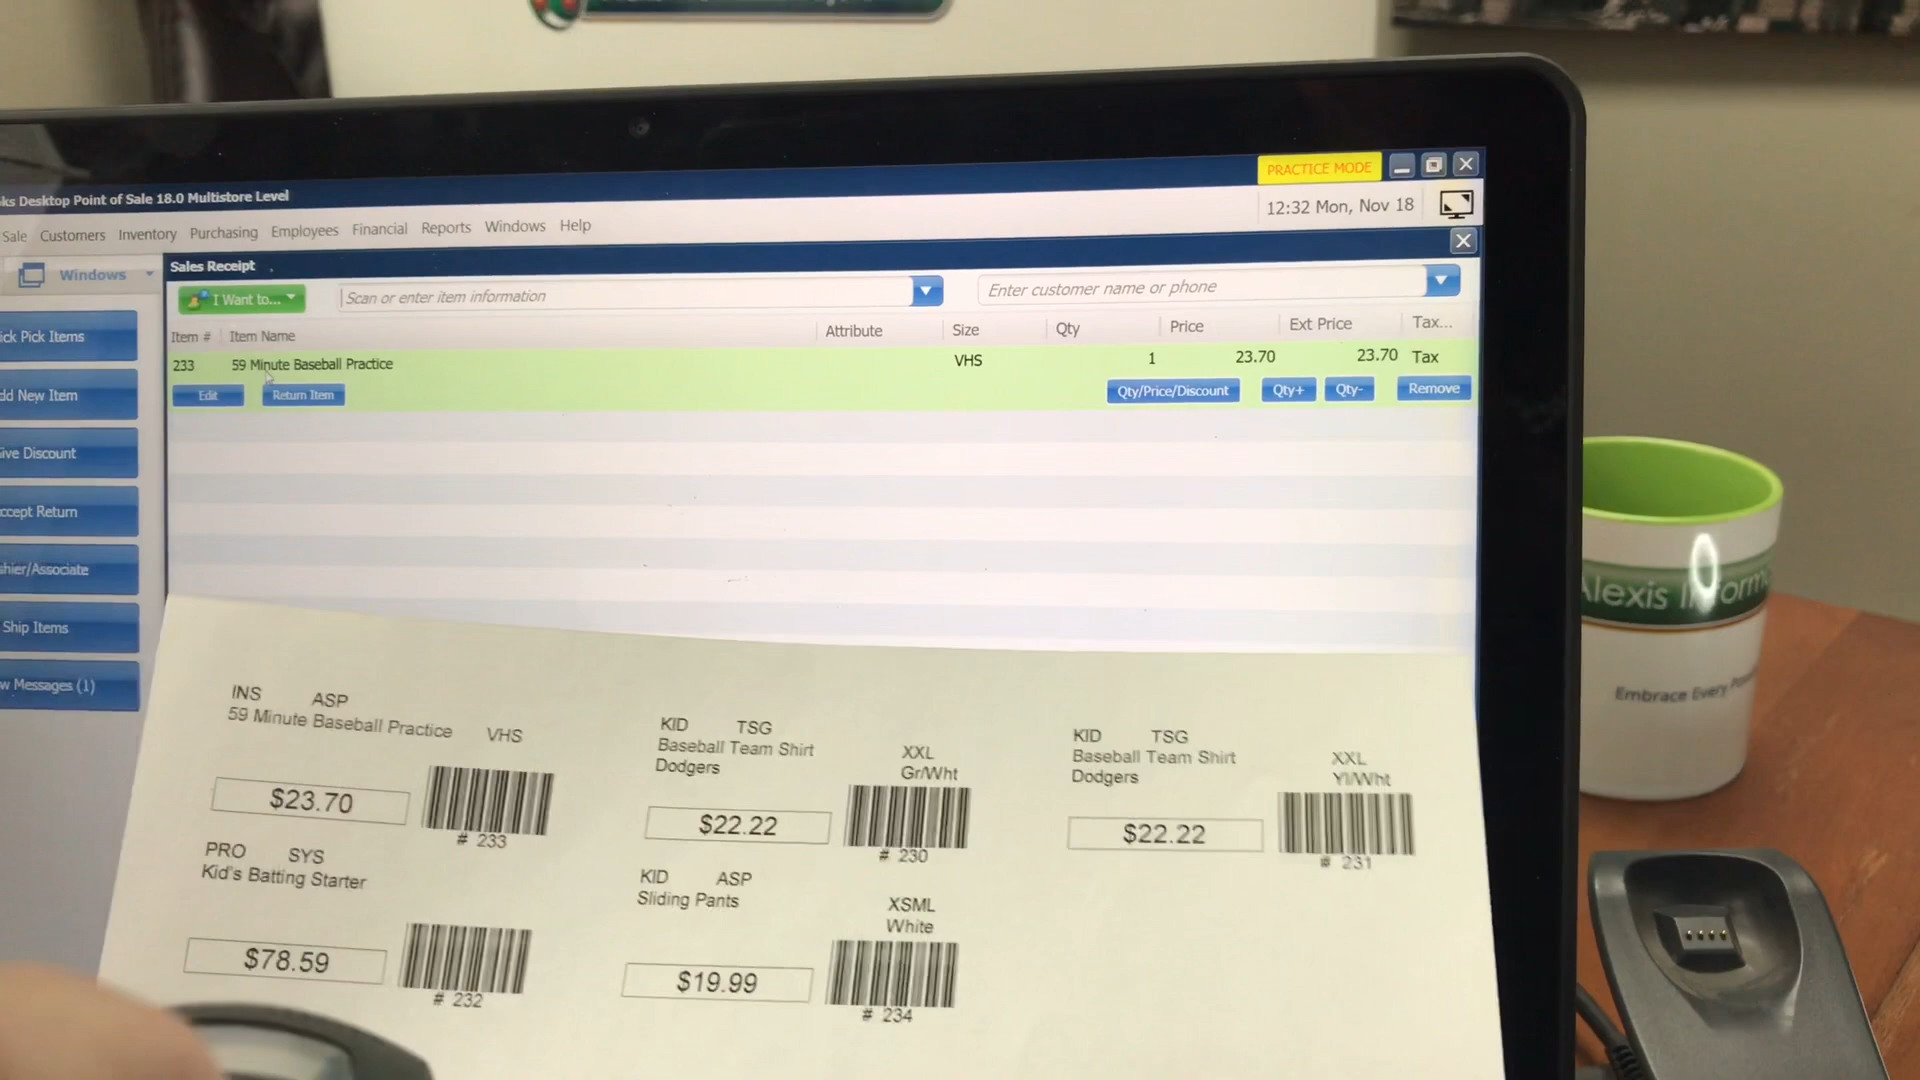 PRACTICE MODE
ks Desktop Point of Sale 18.0 Multistore Level
12:32 Mon, Nov 18
Sale Customers Inventory Purchasing Employees Financial Reports Windows Help
Windows
Sales Receipt
I Want to...
Scan or enter item information
Enter customer name or phone
Item # Item Name Attribute Size Qty Price Ext Price Tax...
233 59 Minute Baseball Practice VHS 1 23.70 23.70 Tax
Edit Return Item Qty/Price/Discount Qty+ Qty- Remove
ick Pick Items
dd New Item
ive Discount
ccept Return
shier/Associate
Ship Items
w Messages (1)
INS ASP
59 Minute Baseball Practice VHS
$23.70
# 233
KID TSG
Baseball Team Shirt
Dodgers
XXL
Gr/Wht
$22.22
# 230
KID TSG
Baseball Team Shirt
Dodgers
XXL
Yl/Wht
$22.22
# 231
PRO SYS
Kid's Batting Starter
$78.59
# 232
KID ASP
Sliding Pants
XSML
White
$19.99
# 234
Alexis Inform
Embrace Every